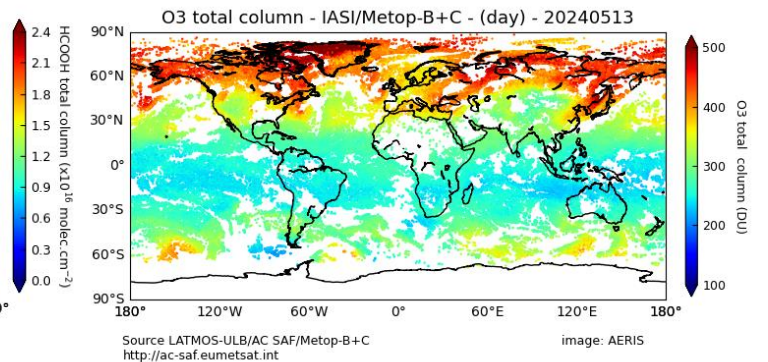 O3 total column - IASI/Metop-B+C - (day) - 20240513
2.4
2.1
1.8
1.5
1.2
0.9
0.6
0.3
0.0
HCOOH total column (x10¹⁶ molec.cm⁻²)
0°
90°N
60°N
30°N
0°
30°S
60°S
90°S
180° 120°W 60°W 0° 60°E 120°E 180°
500
400
300
200
100
O3 total column (DU)
Source LATMOS-ULB/AC SAF/Metop-B+C
image: AERIS
http://ac-saf.eumetsat.int